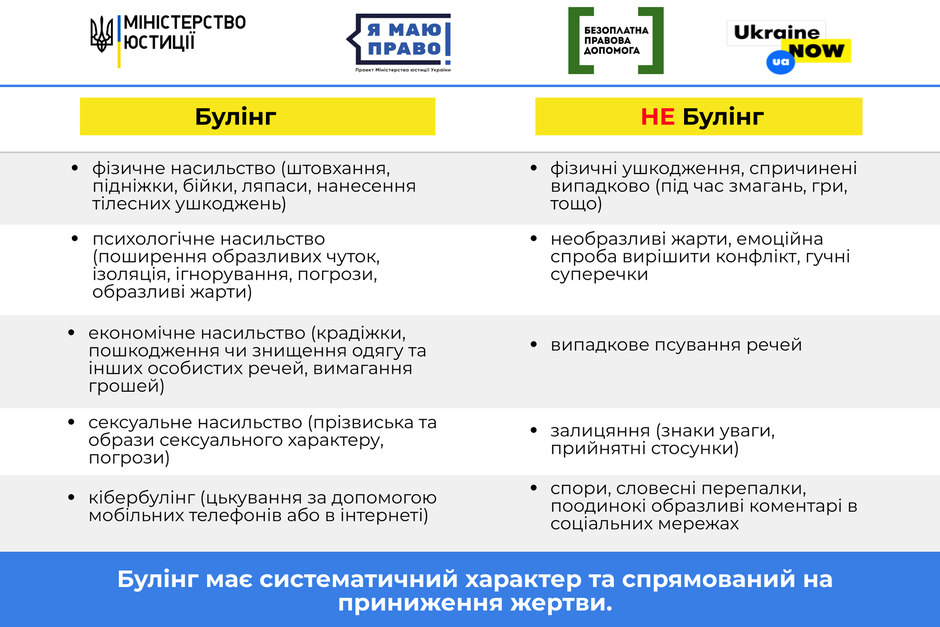 МІНІСТЕРСТВО
ЮСТИЦІЇ
Я МАЮ
ПРАВО!
Проект Міністерства юстиції України
БЕЗОПЛАТНА
ПРАВОВА
ДОПОМОГА
Ukraine
NOW
ua
Булінг
НЕ Булінг
• фізичне насильство (штовхання,
підніжки, бійки, ляпаси, нанесення
тілесних ушкоджень)
• фізичні ушкодження, спричинені
випадково (під час змагань, гри,
тощо)
• психологічне насильство
(поширення образливих чуток,
ізоляція, ігнорування, погрози,
образливі жарти)
• необразливі жарти, емоційна
спроба вирішити конфлікт, гучні
суперечки
• економічне насильство (крадіжки,
пошкодження чи знищення одягу та
інших особистих речей, вимагання
грошей)
• випадкове псування речей
• сексуальне насильство (прізвиська та
образи сексуального характеру,
погрози)
• залицяння (знаки уваги,
прийнятні стосунки)
• кібербулінг (цькування за допомогою
мобільних телефонів або в інтернеті)
• спори, словесні перепалки,
поодинокі образливі коментарі в
соціальних мережах
Булінг має систематичний характер та спрямований на
приниження жертви.